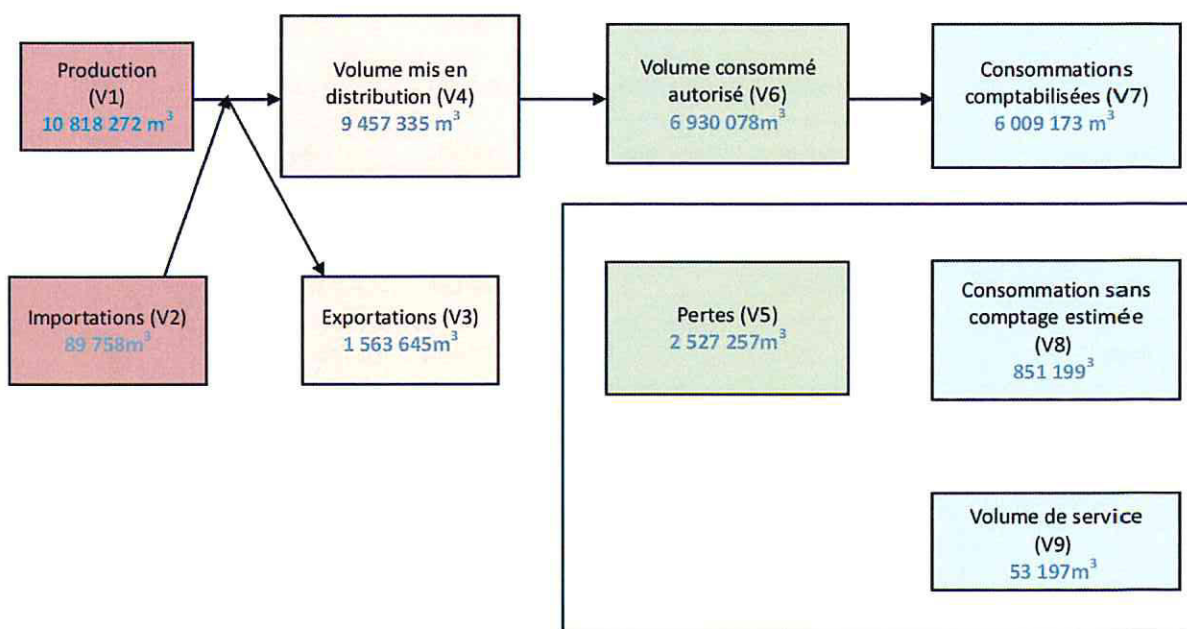 Production
(V1)
10 818 272 m³
Volume mis en
distribution (V4)
9 457 335 m³
Volume consommé
autorisé (V6)
6 930 078m³
Consommations
comptabilisées (V7)
6 009 173 m³
Importations (V2)
89 758m³
Exportations (V3)
1 563 645m³
Pertes (V5)
2 527 257m³
Consommation sans
comptage estimée
(V8)
851 199³
Volume de service
(V9)
53 197m³